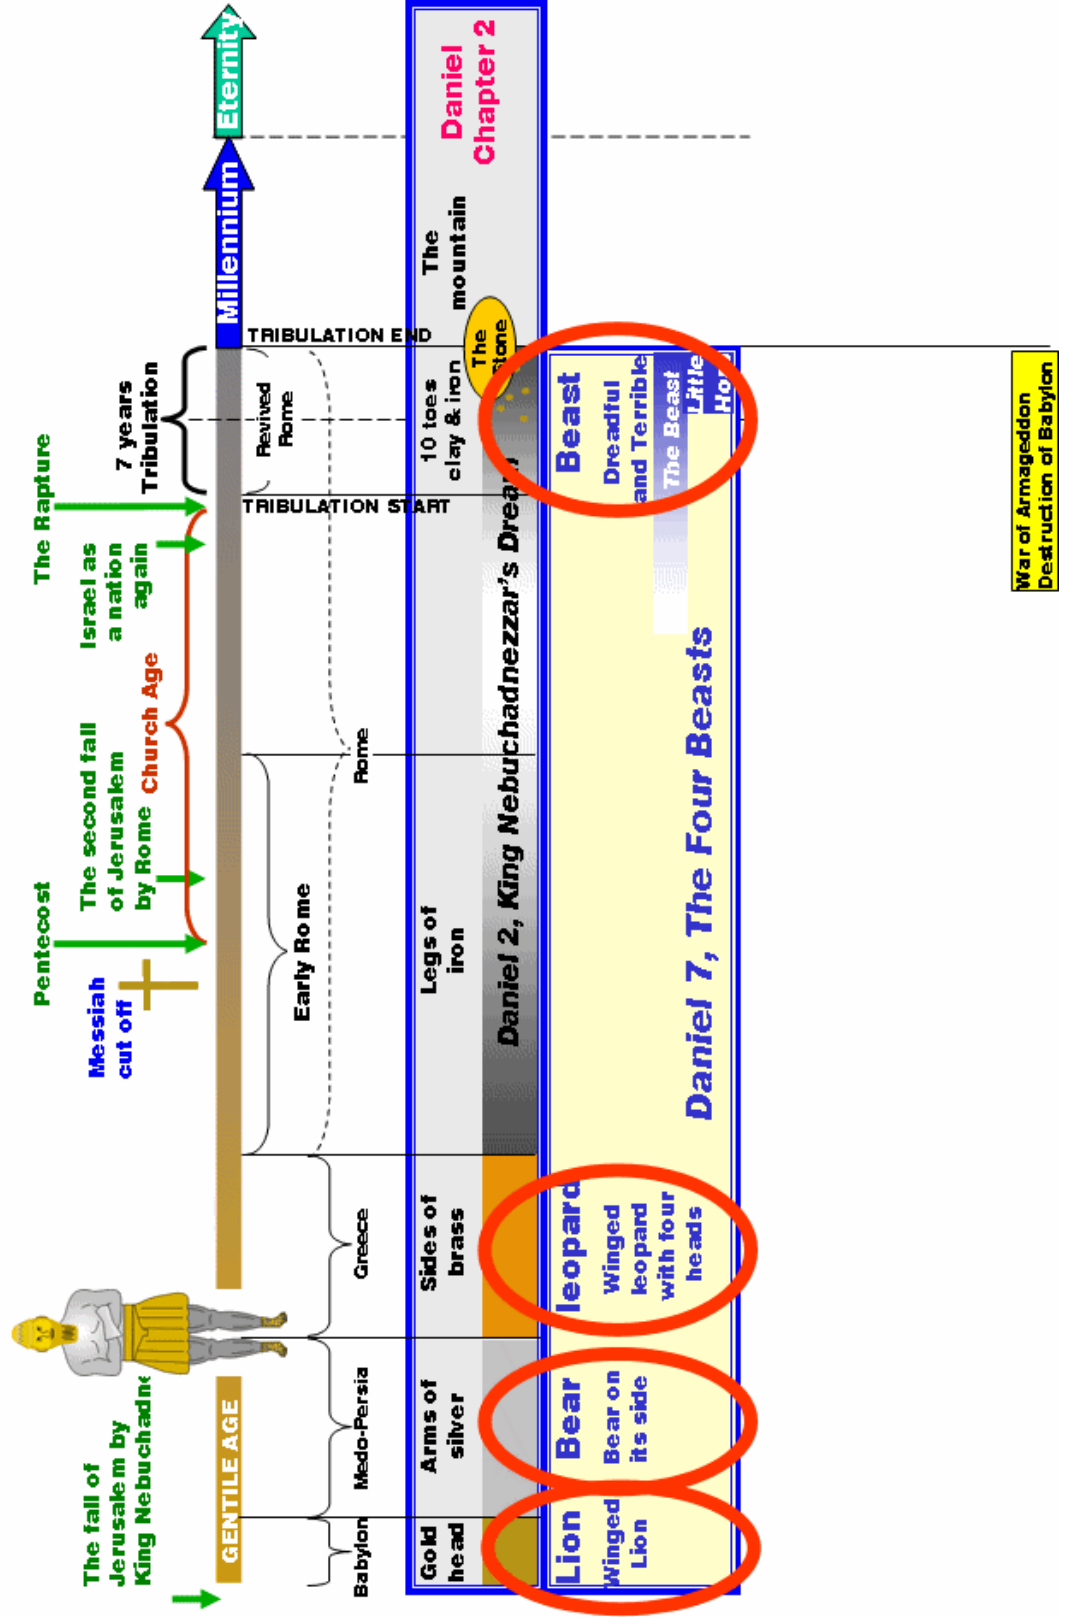 The fall of
Jerusalem by
King Nebuchadne
Messiah
cut off
Pentecost
The second fall
of Jerusalem
by Rome
Church Age
Israel as
a nation
again
The Rapture
7 years
Tribulation
GENTILE AGE
Millennium
Eternity
TRIBULATION START
TRIBULATION END
Revived
Rome
Early Rome
Rome
Babylon
Medo-Persia
Greece
Gold
head
Arms of
silver
Sides of
brass
Legs of
iron
10 toes
clay & iron
The
Stone
The
mountain
Daniel
Chapter 2
Daniel 2, King Nebuchadnezzar's Dream
Lion
Winged
Lion
Bear
Bear on
its side
leopard
Winged
leopard
with four
heads
Beast
Dreadful
and Terrible
The Beast
Little
Horn
Daniel 7, The Four Beasts
War of Armageddon
Destruction of Babylon